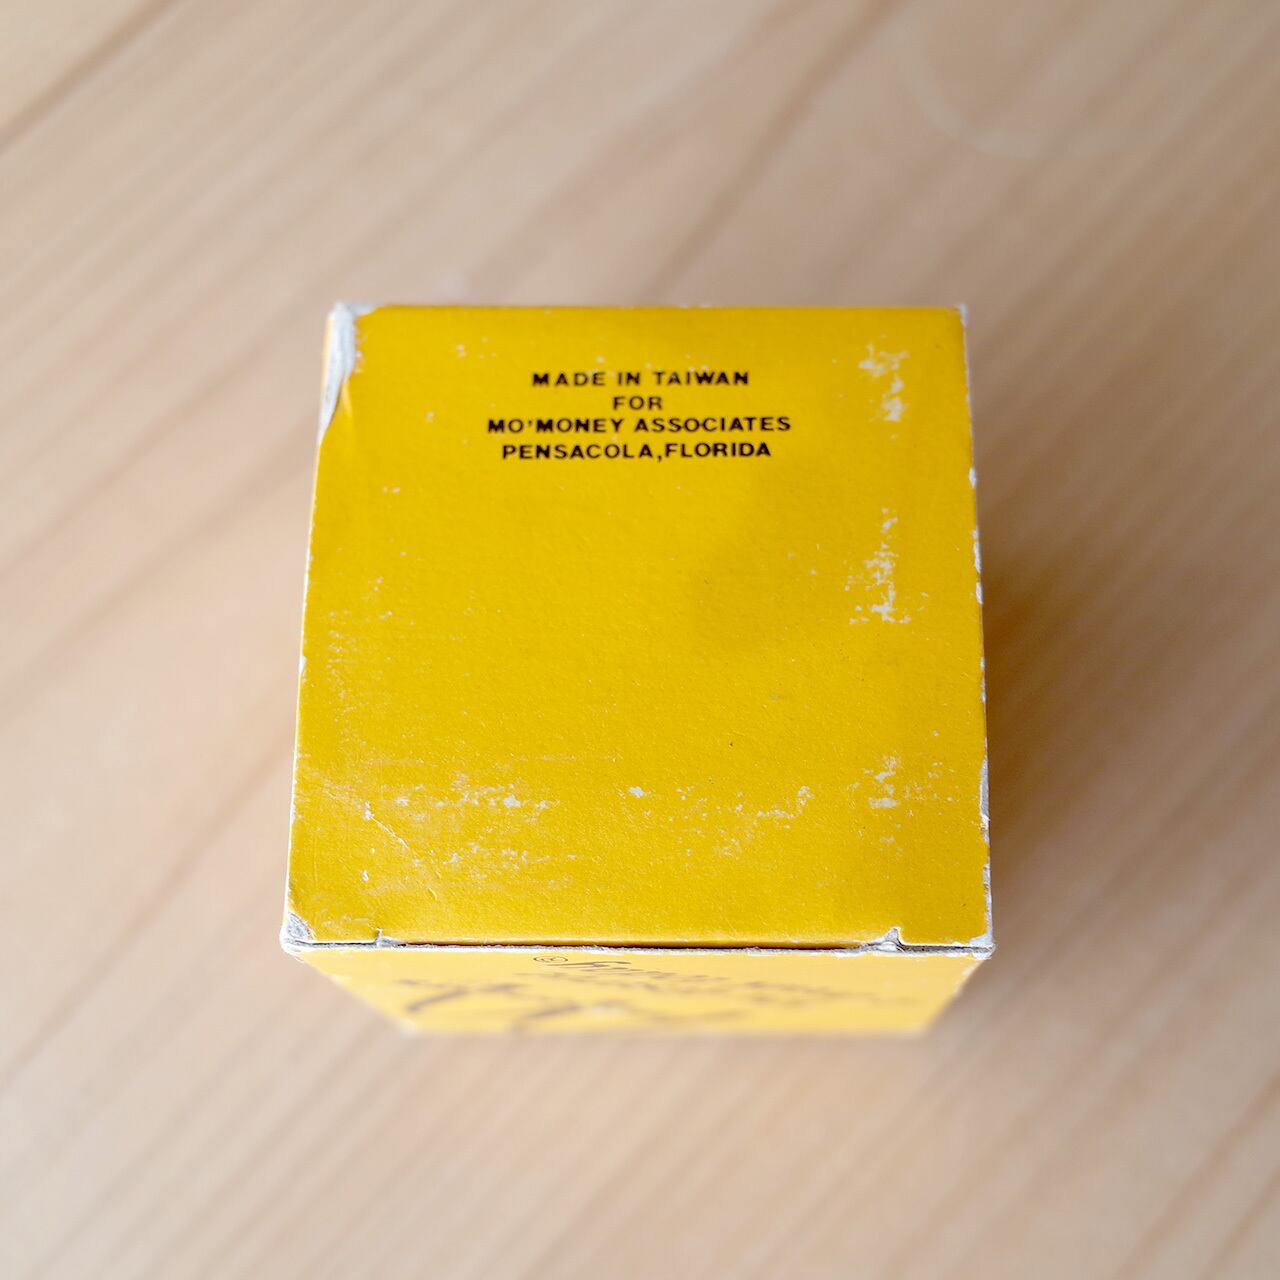 MADE IN TAIWAN
FOR
MO'MONEY ASSOCIATES
PENSACOLA,FLORIDA
®